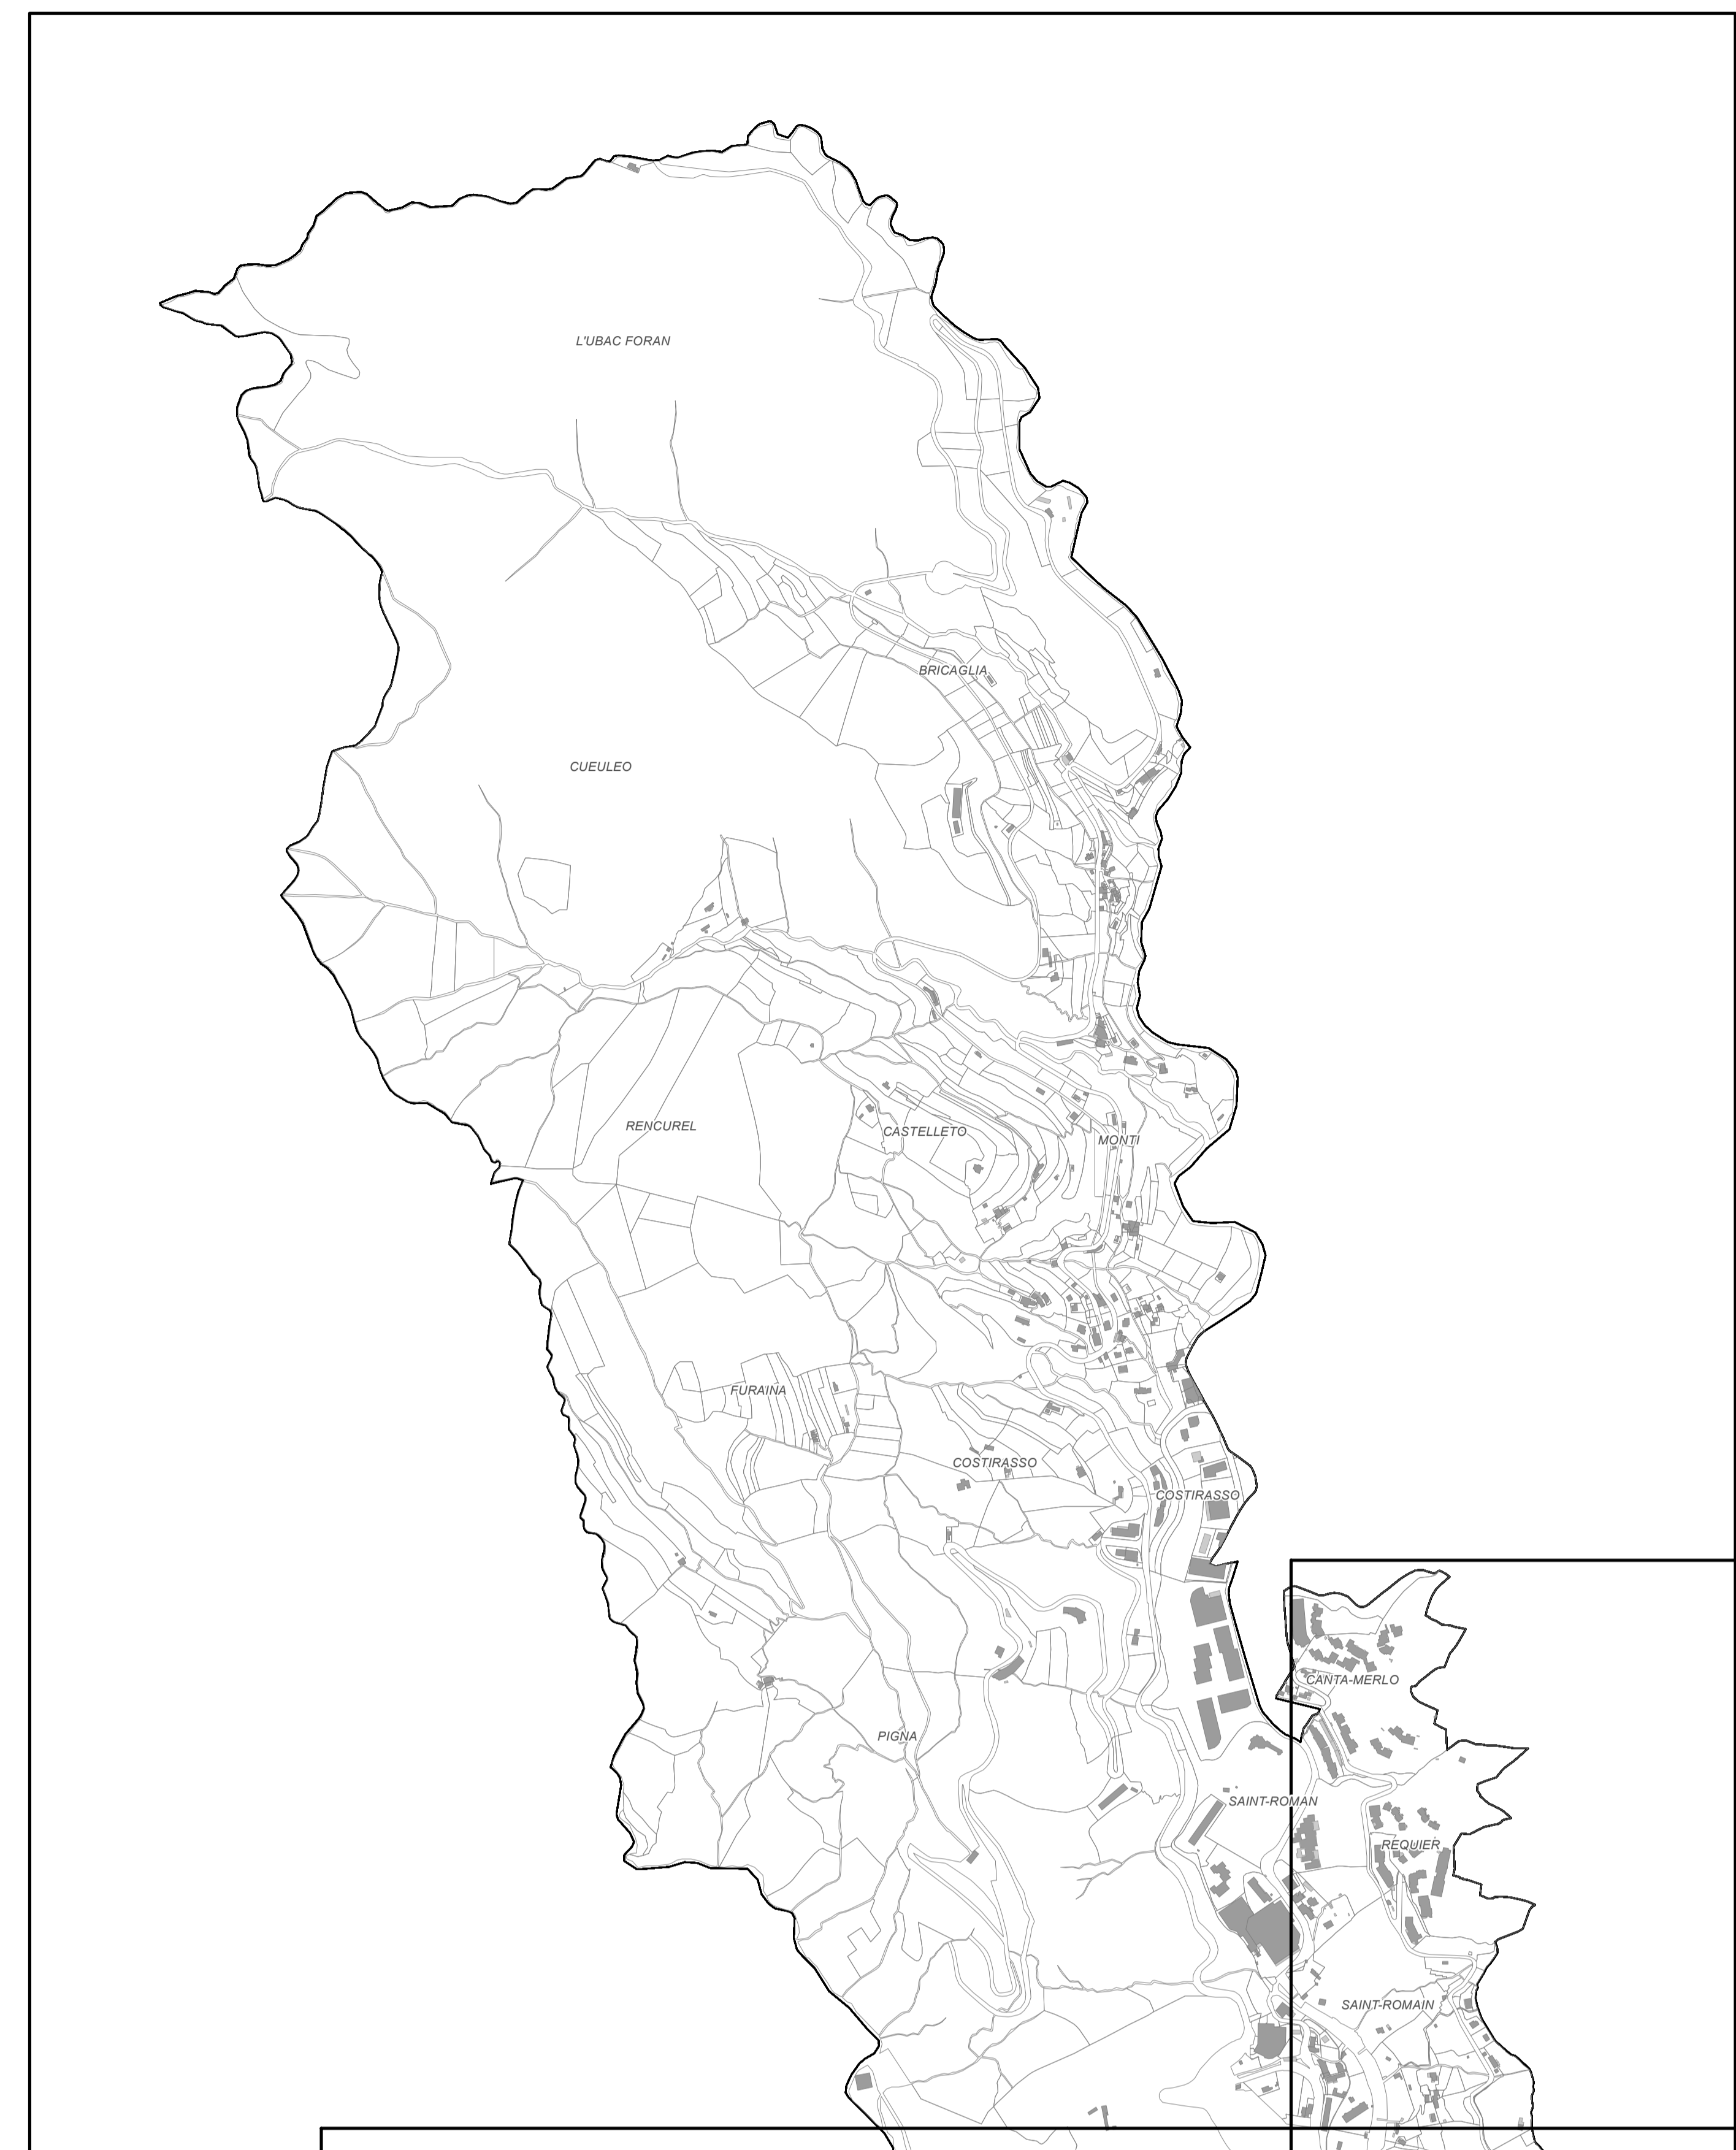 L'UBAC FORAN
BRICAGLIA
CUEULEO
RENCUREL
CASTELLETO
MONTI
FURAINA
COSTIRASSO
COSTIRASSO
CANTA-MERLO
PIGNA
SAINT-ROMAN
REQUIER
SAINT-ROMAIN